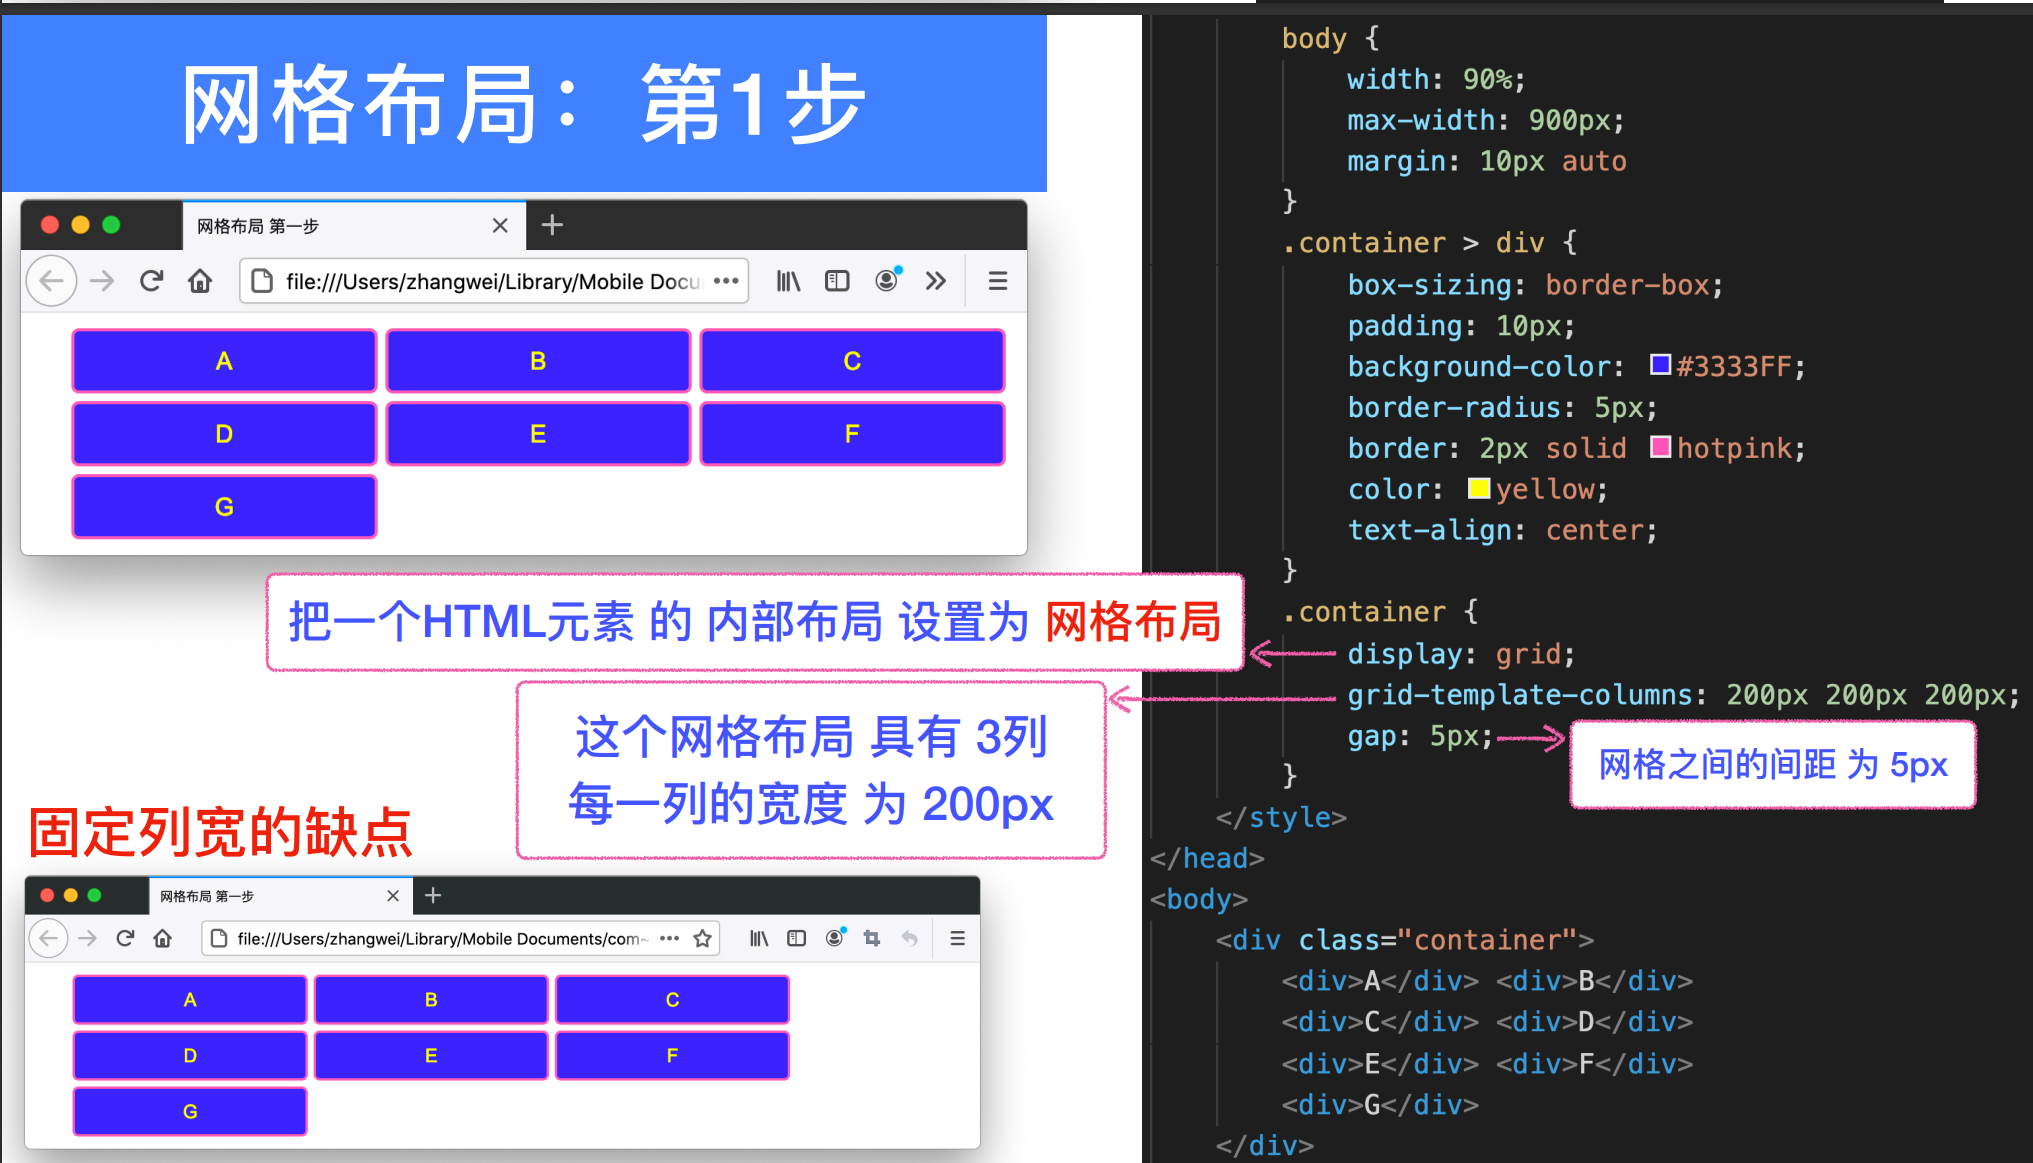 网格布局：第1步
网格布局 第一步
file:///Users/zhangwei/Library/Mobile Docu
A B C
D E F
G
把一个HTML元素 的 内部布局 设置为 网格布局
这个网格布局 具有 3列
每一列的宽度 为 200px
固定列宽的缺点
网格布局 第一步
file:///Users/zhangwei/Library/Mobile Documents/com~
A B C
D E F
G
body {
width: 90%;
max-width: 900px;
margin: 10px auto
}
.container > div {
box-sizing: border-box;
padding: 10px;
background-color: #3333FF;
border-radius: 5px;
border: 2px solid hotpink;
color: yellow;
text-align: center;
}
.container {
display: grid;
grid-template-columns: 200px 200px 200px;
gap: 5px;
网格之间的间距 为 5px
}
</style>
</head>
<body>
<div class="container">
<div>A</div> <div>B</div>
<div>C</div> <div>D</div>
<div>E</div> <div>F</div>
<div>G</div>
</div>